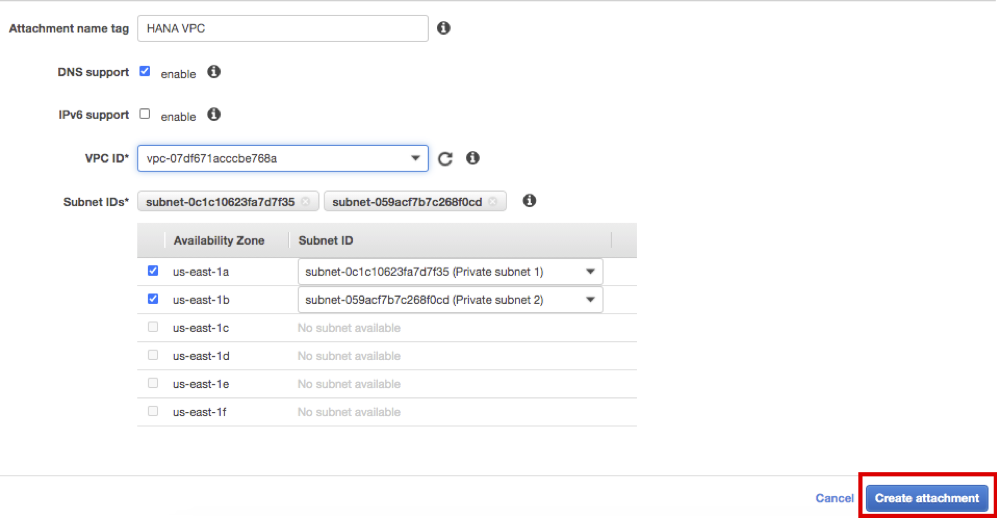 Attachment name tag HANA VPC
DNS support enable
IPv6 support enable
VPC ID* vpc-07df671acccbe768a
Subnet IDs* subnet-0c1c10623fa7d7f35 subnet-059acf7b7c268f0cd
Availability Zone Subnet ID
us-east-1a subnet-0c1c10623fa7d7f35 (Private subnet 1)
us-east-1b subnet-059acf7b7c268f0cd (Private subnet 2)
us-east-1c No subnet available
us-east-1d No subnet available
us-east-1e No subnet available
us-east-1f No subnet available
Cancel Create attachment